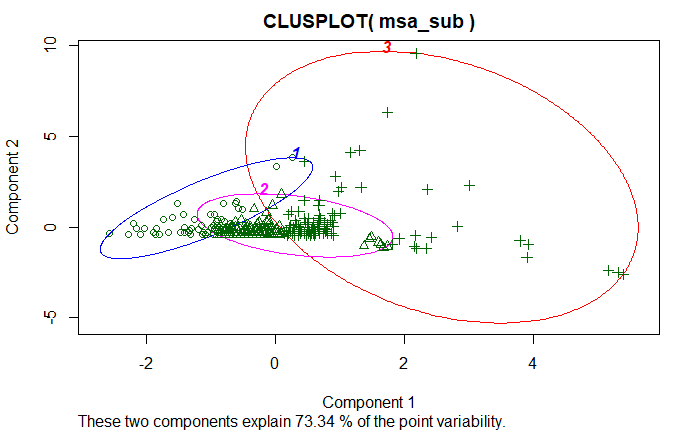 CLUSPLOT( msa_sub )
10
5
0
-5
Component 2
1
2
3
-2
0
2
4
Component 1
These two components explain 73.34 % of the point variability.